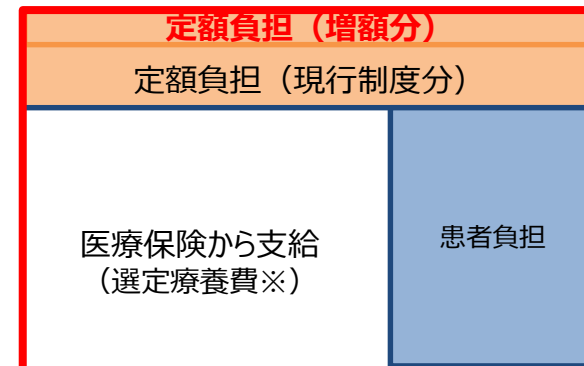 定額負担（増額分）
定額負担（現行制度分）
医療保険から支給
（選定療養費※）
患者負担